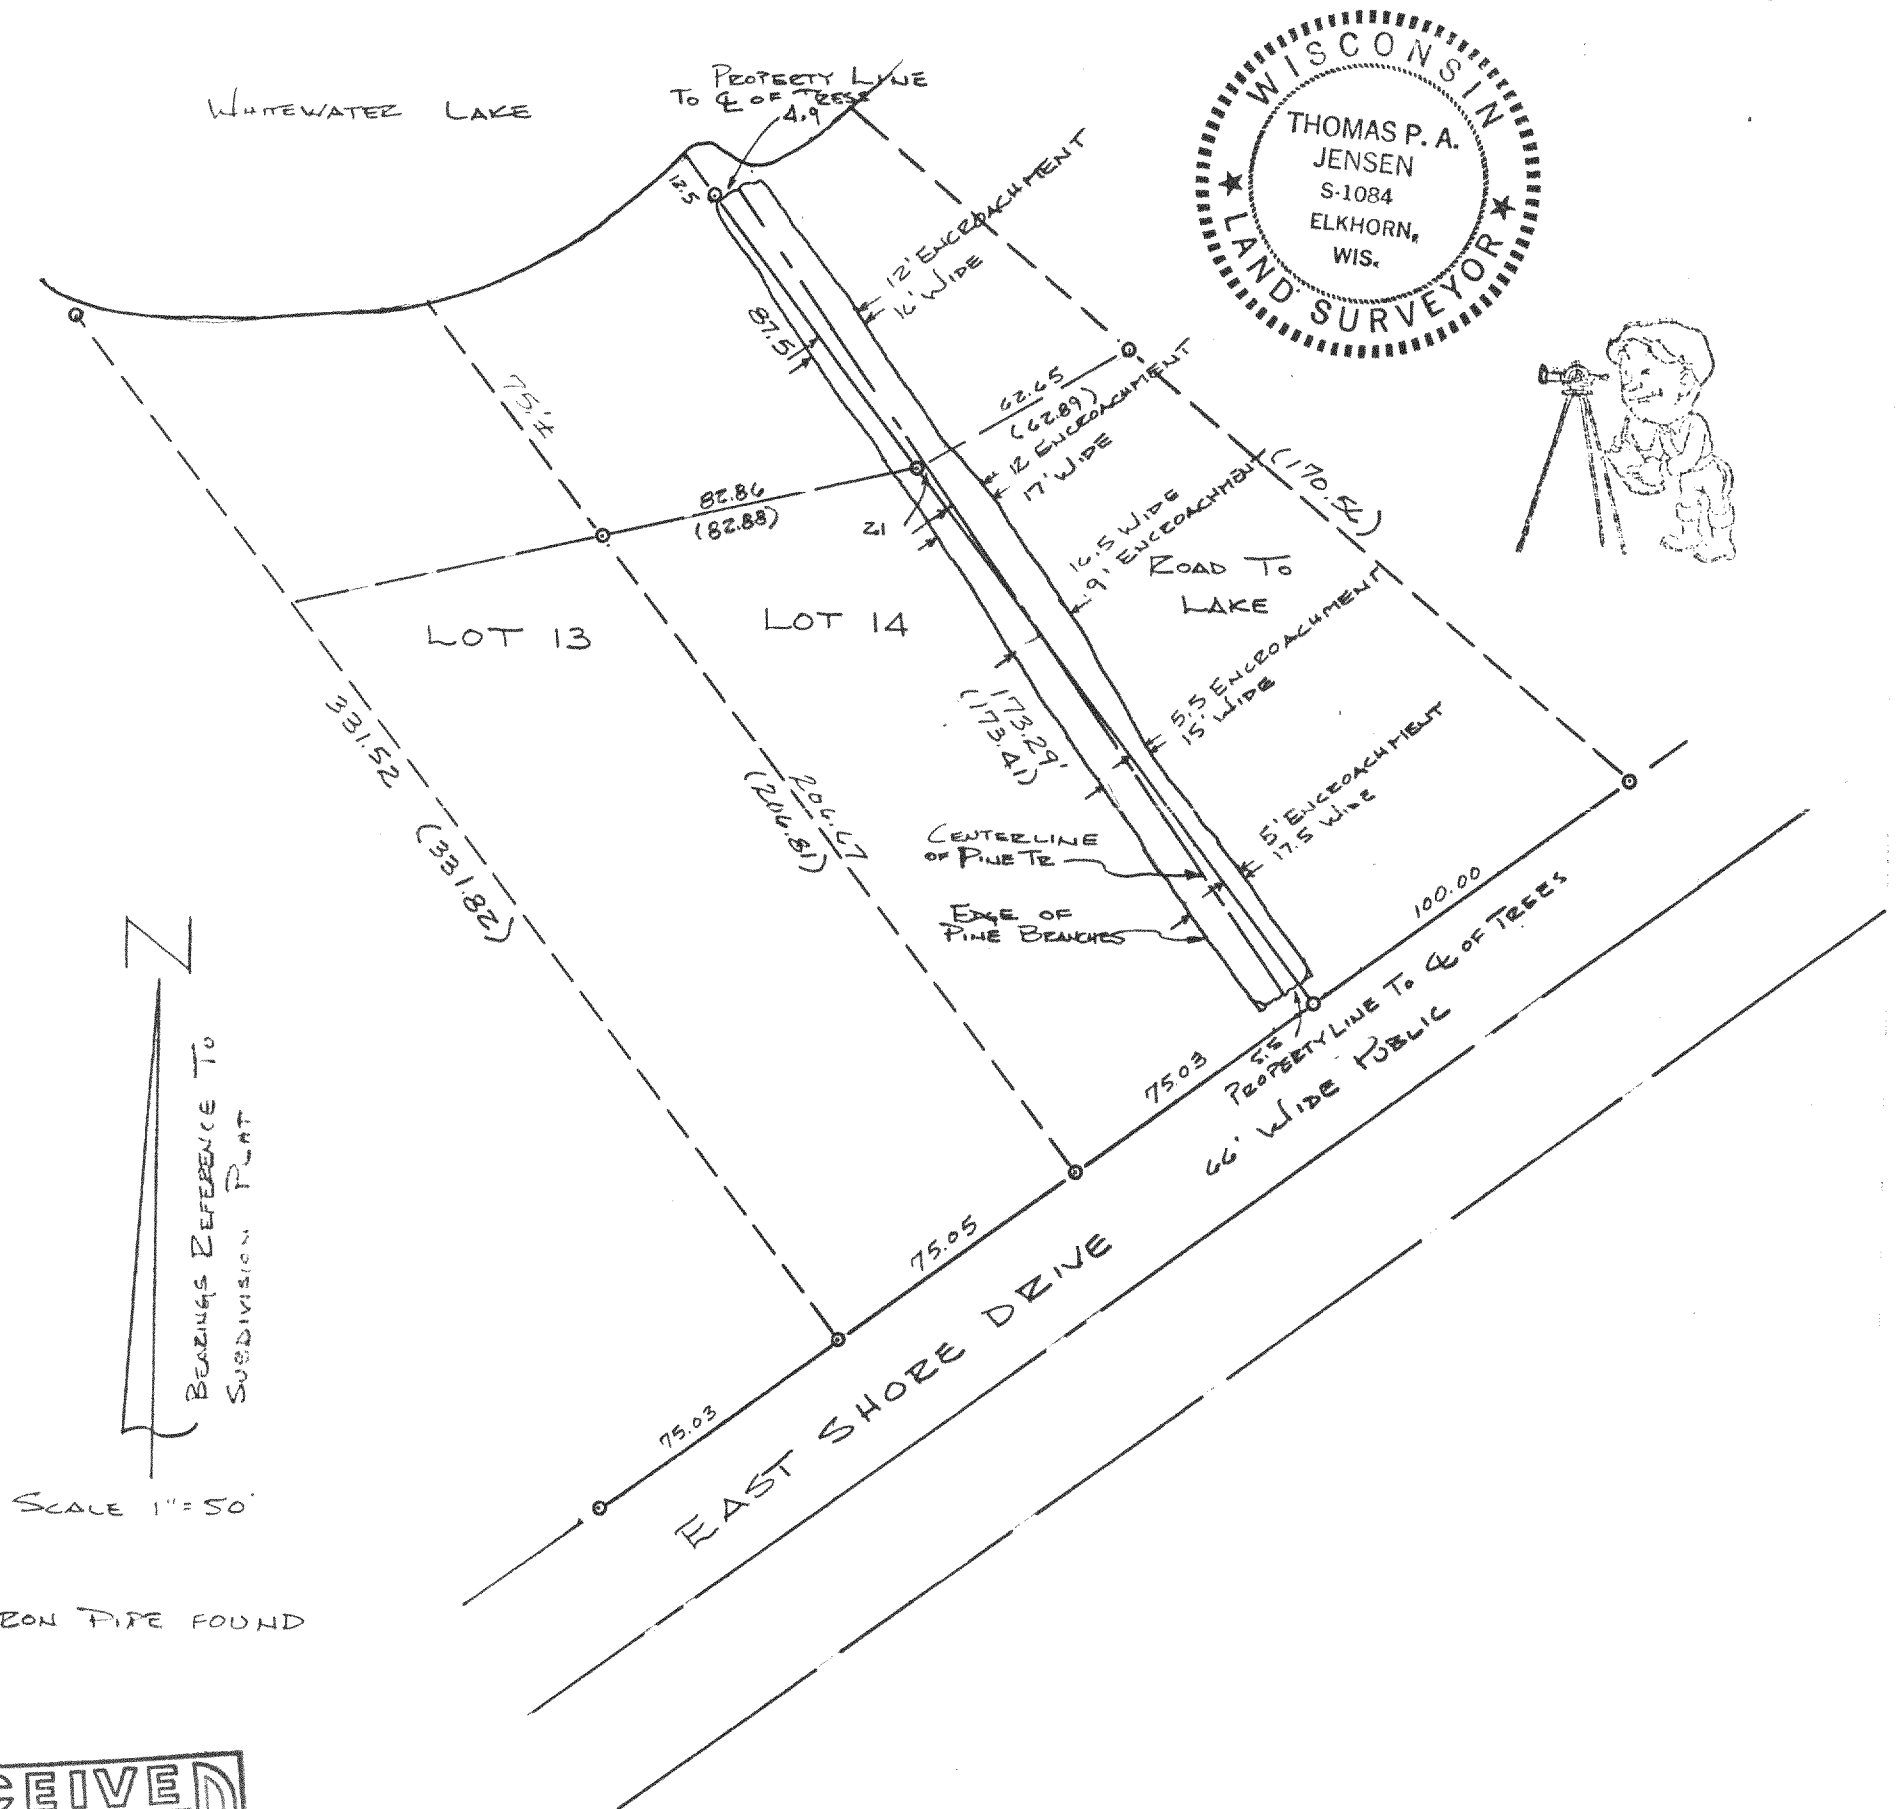 WHITEWATER LAKE
PROPERTY LINE
TO ℄ OF TREES
4.9
12.5
87.5
12' ENCROACHMENT
16' WIDE
WISCONSIN
LAND SURVEYOR
THOMAS P. A.
JENSEN
S-1084
ELKHORN,
WIS.
75'±
62.65
(62.89)
12 ENCROACHMENT
17' WIDE
82.86
(82.88)
21
16.5 WIDE
9' ENCROACHMENT
(170.56)
ROAD TO
LAKE
LOT 13
LOT 14
5.5 ENCROACHMENT
15' WIDE
173.29'
(173.41)
331.52
(331.82)
206.67
(206.81)
5' ENCROACHMENT
17.5 WIDE
CENTERLINE
OF PINE TR
EDGE OF
PINE BRANCHES
100.00
5.5
PROPERTY LINE TO ℄ OF TREES
66' WIDE PUBLIC
75.03
75.05
75.03
EAST SHORE DRIVE
N
BEARINGS REFERENCE TO
SUBDIVISION PLAT
SCALE 1"=50'
RON PIPE FOUND
CEIVED